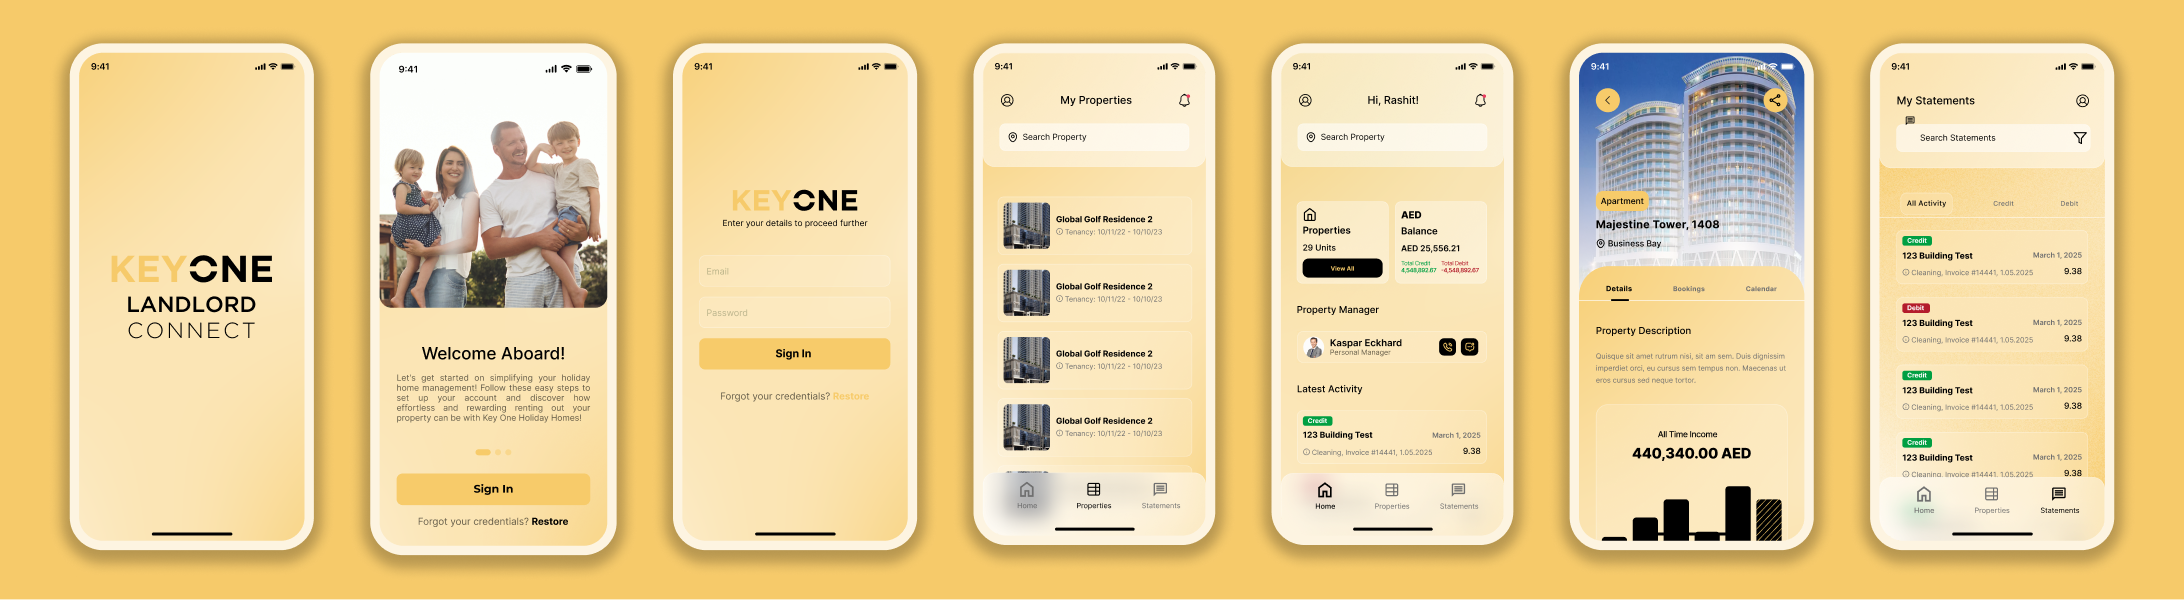 9:41
KEYONE
LANDLORD
CONNECT
9:41
Welcome Aboard!
Let's get started on simplifying your holiday
home management! Follow these easy steps to
set up your account and discover how
effortless and rewarding renting out your
property can be with Key One Holiday Homes!
Sign In
Forgot your credentials? Restore
9:41
KEYONE
Enter your details to proceed further
Email
Password
Sign In
Forgot your credentials? Restore
9:41
My Properties
Search Property
Global Golf Residence 2
Tenancy: 10/11/22 - 10/10/23
Global Golf Residence 2
Tenancy: 10/11/22 - 10/10/23
Global Golf Residence 2
Tenancy: 10/11/22 - 10/10/23
Global Golf Residence 2
Tenancy: 10/11/22 - 10/10/23
Home Properties Statements
9:41
Hi, Rashit!
Search Property
Properties
29 Units
View All
AED
Balance
AED 25,556.21
Total Credit Total Debit
4,548,892.67 -4,548,892.67
Property Manager
Kaspar Eckhard
Personal Manager
Latest Activity
Credit
123 Building Test March 1, 2025
Cleaning, Invoice #14441, 1.05.2025 9.38
Home Properties Statements
9:41
Apartment
Majestine Tower, 1408
Business Bay
Details Bookings Calendar
Property Description
Quisque sit amet rutrum nisi, sit am sem. Duis dignissim
imperdiet orci, eu cursus sem tempus non. Maecenas ut
eros cursus sed neque tortor.
All Time Income
440,340.00 AED
9:41
My Statements
Search Statements
All Activity Credit Debit
Credit
123 Building Test March 1, 2025
Cleaning, Invoice #14441, 1.05.2025 9.38
Debit
123 Building Test March 1, 2025
Cleaning, Invoice #14441, 1.05.2025 9.38
Credit
123 Building Test March 1, 2025
Cleaning, Invoice #14441, 1.05.2025 9.38
Credit
123 Building Test March 1, 2025
Cleaning, Invoice #14441, 1.05.2025 9.38
Home Properties Statements